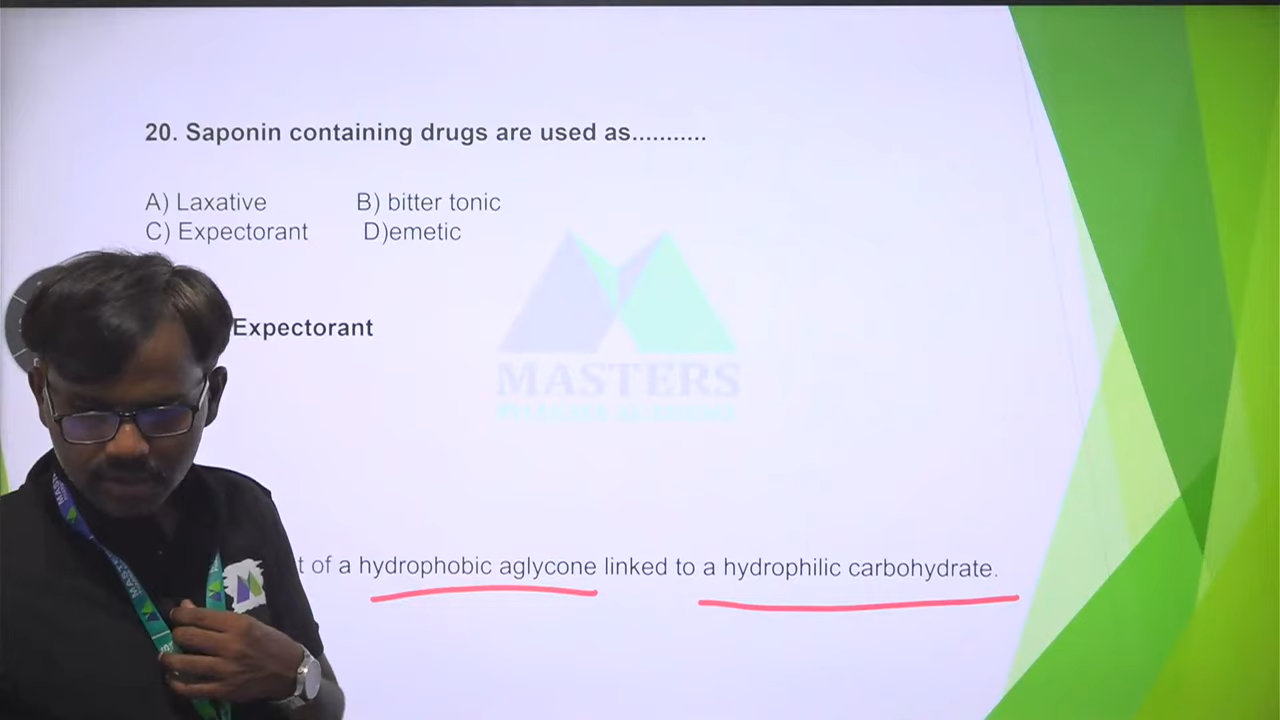 20. Saponin containing drugs are used as...........
A) Laxative B) bitter tonic
C) Expectorant D)emetic
Expectorant
MASTERS
t of a hydrophobic aglycone linked to a hydrophilic carbohydrate.